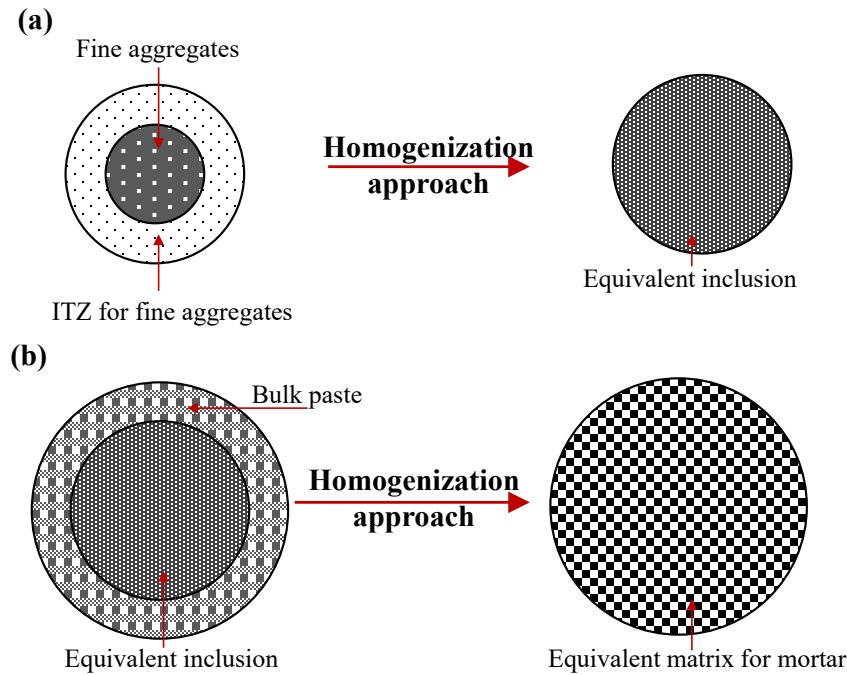 (a)
Fine aggregates
Homogenization
approach
ITZ for fine aggregates
Equivalent inclusion
(b)
Bulk paste
Homogenization
approach
Equivalent inclusion
Equivalent matrix for mortar